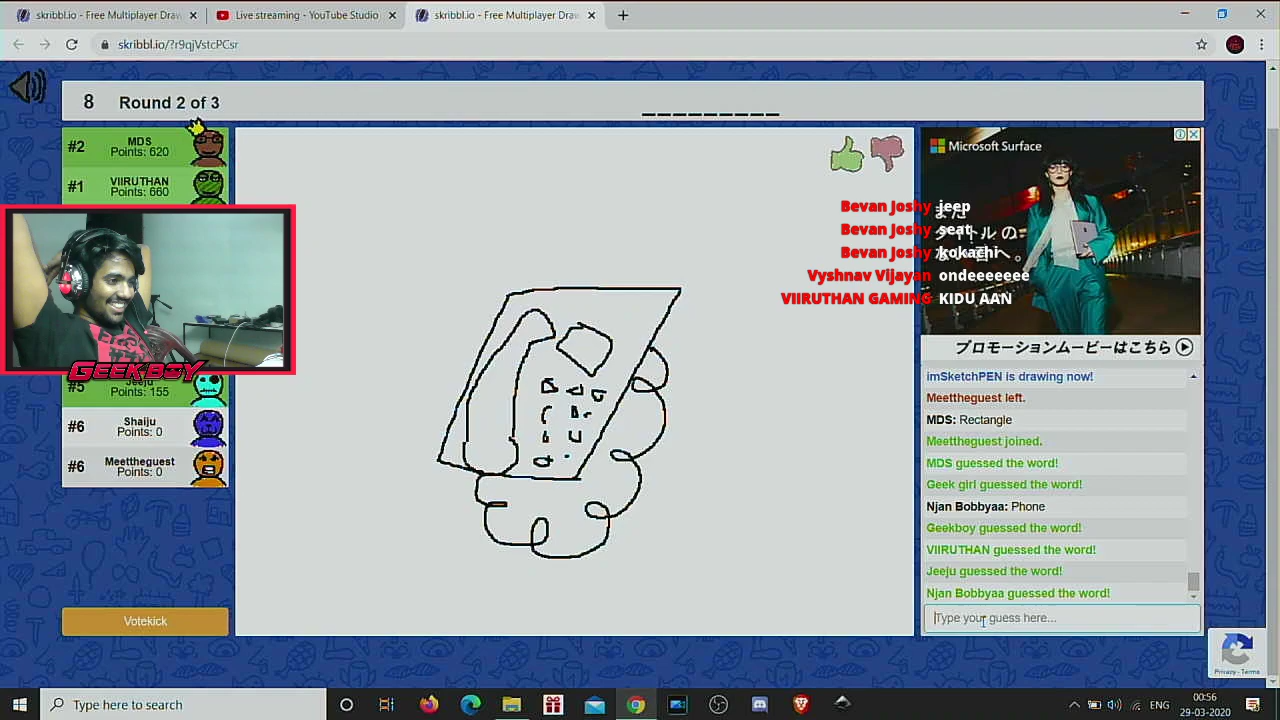 skribbl.io - Free Multiplayer Draw
Live streaming - YouTube Studio
skribbl.io - Free Multiplayer Draw
skribbl.io/?r9qjVstcPCsr
8
Round 2 of 3
#2
MDS
Points: 620
#1
VIIRUTHAN
Points: 660
GEEKBOY
#5
Jeeju
Points: 155
#6
Shaiju
Points: 0
#6
Meettheguest
Points: 0
Votekick
Microsoft Surface
Bevan Joshy jeep
Bevan Joshy seat
Bevan Joshy kokachi
Vyshnav Vijayan ondeeeeeee
VIIRUTHAN GAMING KIDU AAN
プロモーションムービーはこちら
imSketchPEN is drawing now!
Meettheguest left.
MDS: Rectangle
Meettheguest joined.
MDS guessed the word!
Geek girl guessed the word!
Njan Bobbyaa: Phone
Geekboy guessed the word!
VIIRUTHAN guessed the word!
Jeeju guessed the word!
Njan Bobbyaa guessed the word!
Type your guess here...
Privacy - Terms
Type here to search
ENG
00:56
29-03-2020